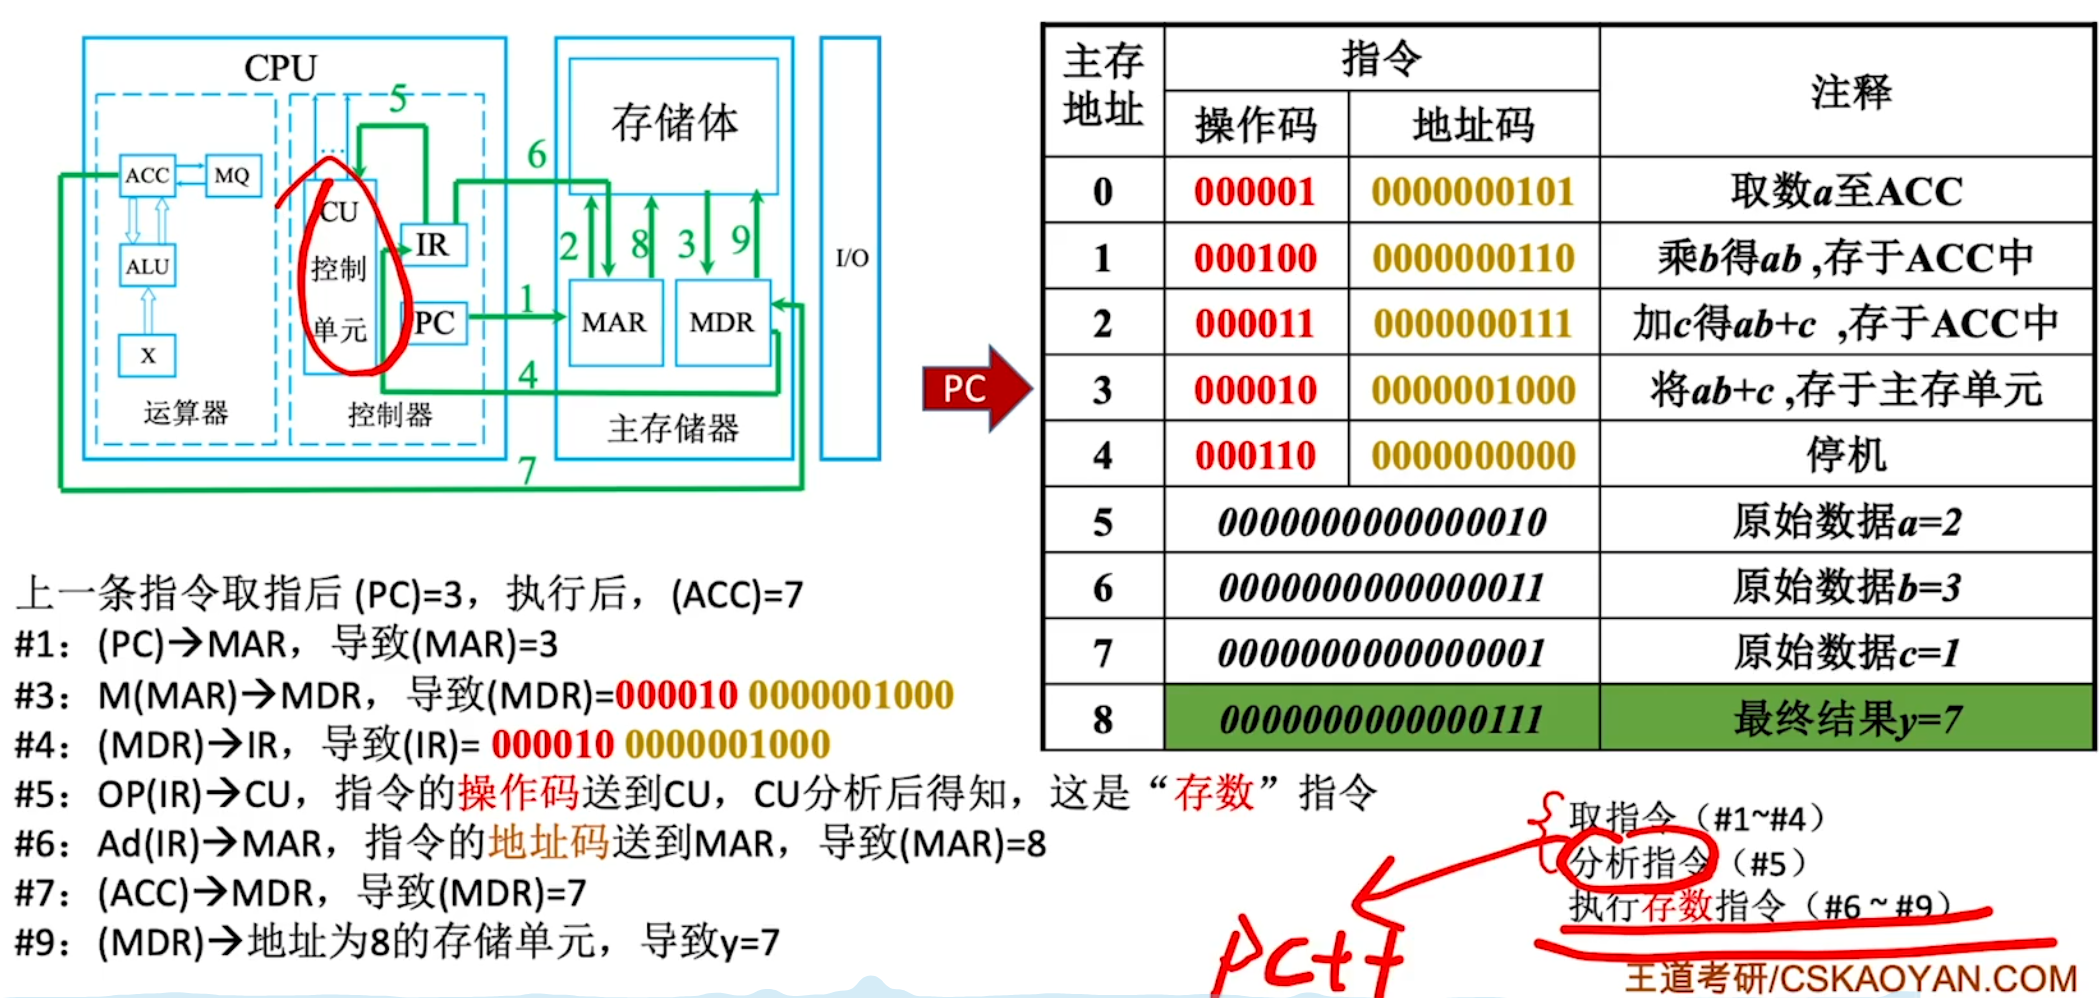 CPU
5
ACC
MQ
ALU
X
运算器
...
CU
控制
单元
IR
PC
控制器
6
1
4
7
存储体
2
8
3
9
MAR
MDR
主存储器
I/O
PC
主存地址 指令 注释
操作码 地址码
0 000001 0000000101 取数a至ACC
1 000100 0000000110 乘b得ab ,存于ACC中
2 000011 0000000111 加c得ab+c ,存于ACC中
3 000010 0000001000 将ab+c ,存于主存单元
4 000110 0000000000 停机
5 0000000000000010 原始数据a=2
6 0000000000000011 原始数据b=3
7 0000000000000001 原始数据c=1
8 0000000000000111 最终结果y=7
上一条指令取指后 (PC)=3，执行后，(ACC)=7
#1：(PC)→MAR，导致(MAR)=3
#3：M(MAR)→MDR，导致(MDR)=000010 0000001000
#4：(MDR)→IR，导致(IR)= 000010 0000001000
#5：OP(IR)→CU，指令的操作码送到CU，CU分析后得知，这是“存数”指令
#6：Ad(IR)→MAR，指令的地址码送到MAR，导致(MAR)=8
#7：(ACC)→MDR，导致(MDR)=7
#9：(MDR)→地址为8的存储单元，导致y=7
取指令（#1~#4）
分析指令（#5）
执行存数指令（#6 ~ #9）
PC++
王道考研/CSKAOYAN.COM